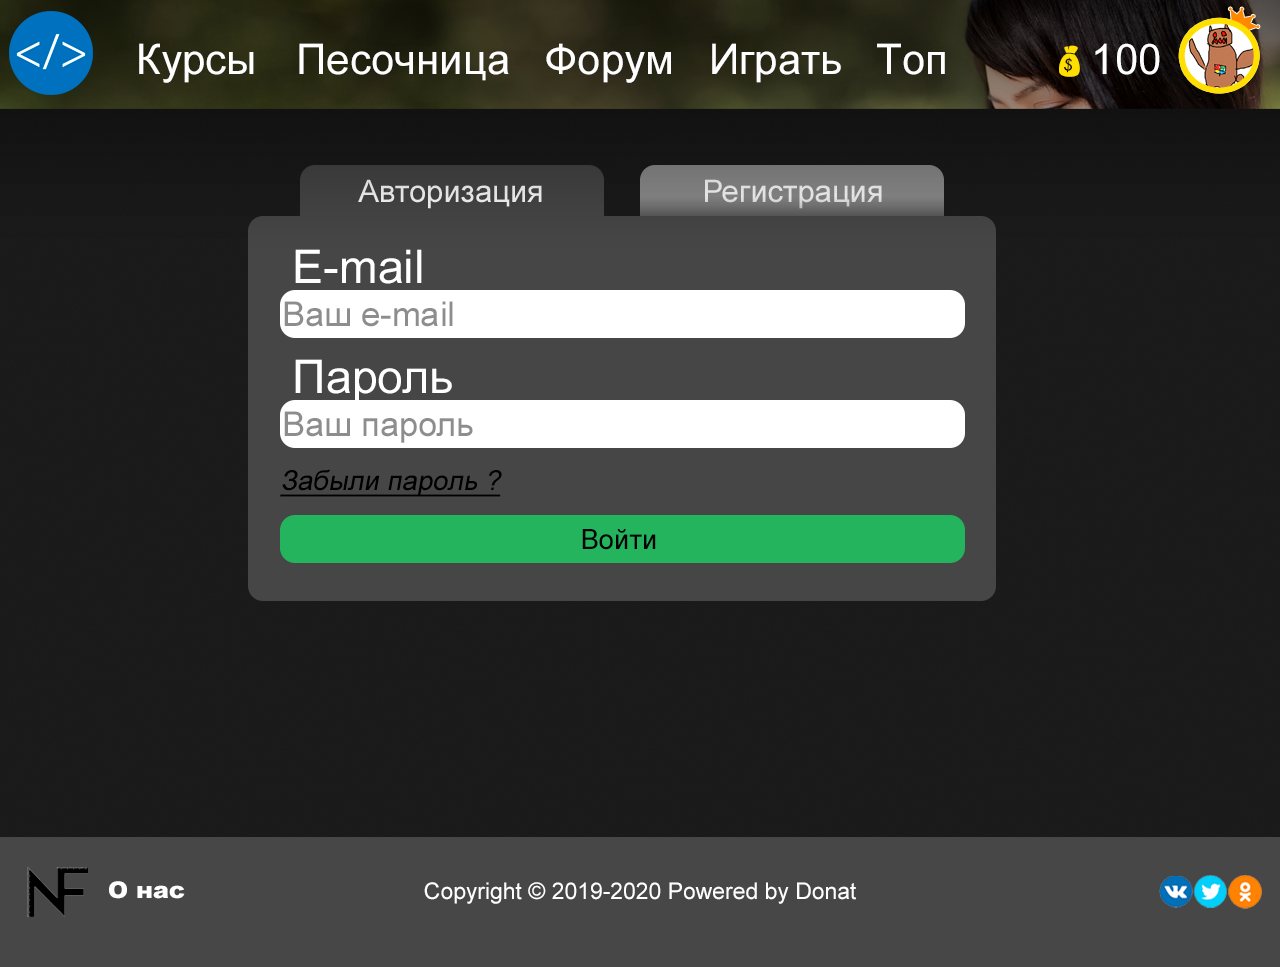 </> Курсы Песочница Форум Играть Топ $ 100
Авторизация Регистрация
E-mail
Ваш e-mail
Пароль
Ваш пароль
Забыли пароль ?
Войти
NF О нас Copyright © 2019-2020 Powered by Donat